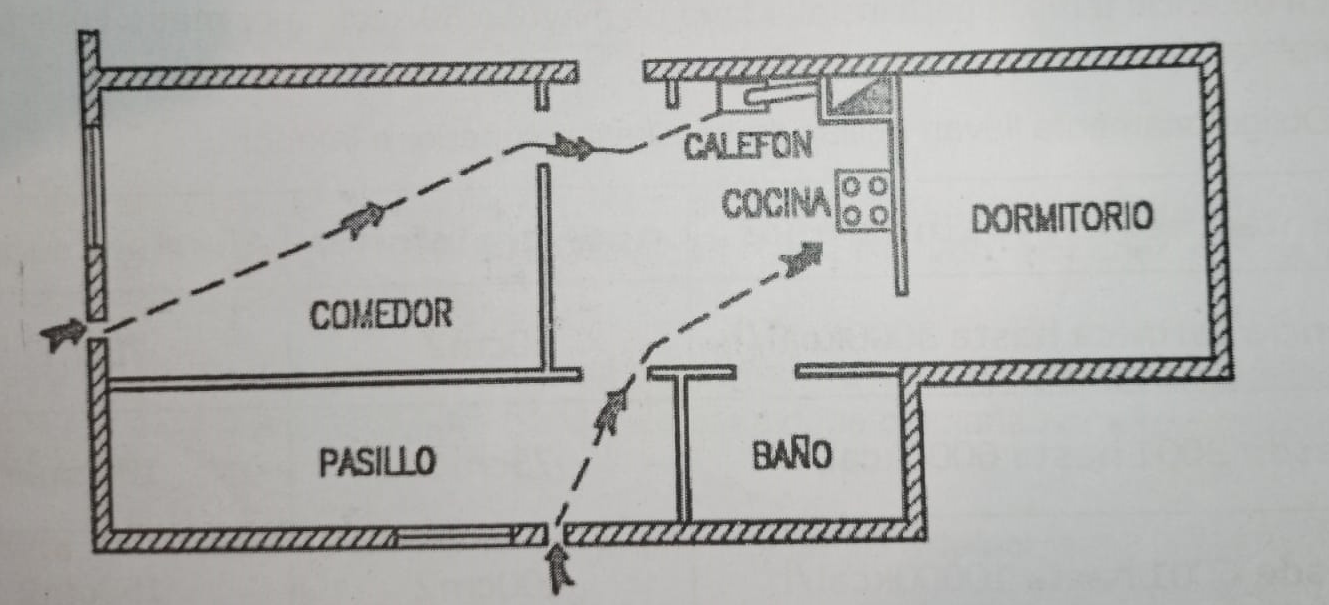 CALEFON
COCINA
DORMITORIO
COMEDOR
PASILLO
BAÑO